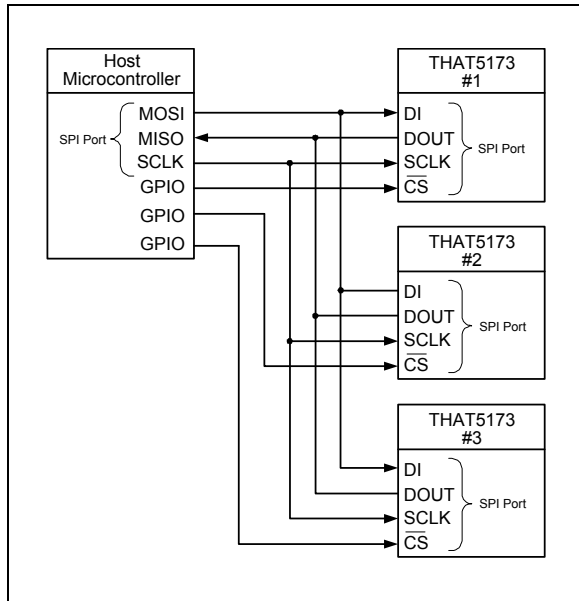 Host
Microcontroller
SPI Port
MOSI
MISO
SCLK
GPIO
GPIO
GPIO
THAT5173
#1
DI
DOUT
SCLK
CS
SPI Port
THAT5173
#2
DI
DOUT
SCLK
CS
SPI Port
THAT5173
#3
DI
DOUT
SCLK
CS
SPI Port